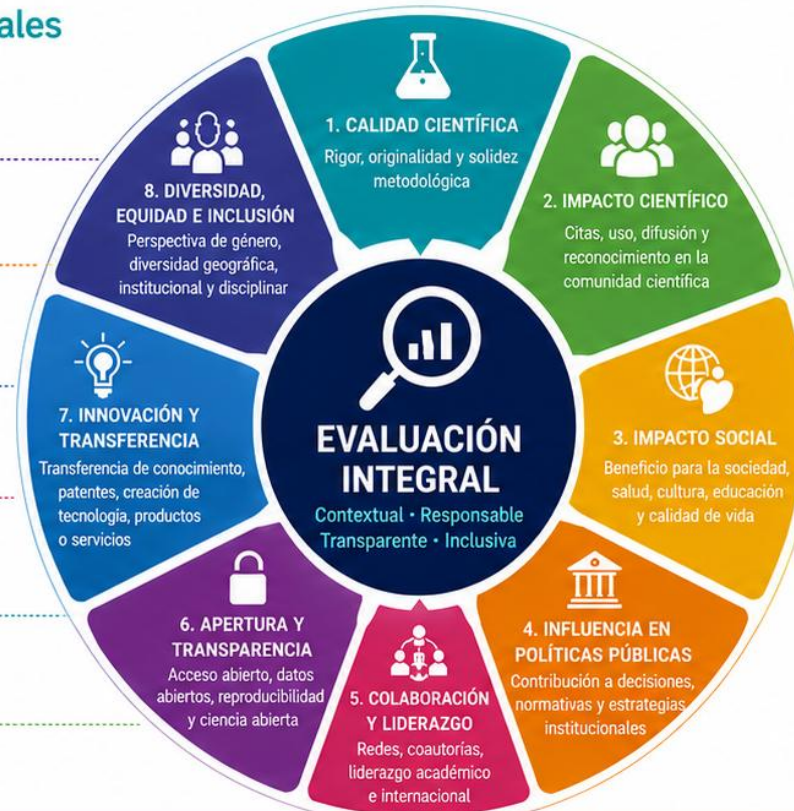 ales
1. CALIDAD CIENTÍFICA
Rigor, originalidad y solidez
metodológica
2. IMPACTO CIENTÍFICO
Citas, uso, difusión y
reconocimiento en la
comunidad científica
3. IMPACTO SOCIAL
Beneficio para la sociedad,
salud, cultura, educación
y calidad de vida
4. INFLUENCIA EN
POLÍTICAS PÚBLICAS
Contribución a decisiones,
normativas y estrategias
institucionales
5. COLABORACIÓN
Y LIDERAZGO
Redes, coautorías,
liderazgo académico
e internacional
6. APERTURA Y
TRANSPARENCIA
Acceso abierto, datos
abiertos, reproducibilidad
y ciencia abierta
7. INNOVACIÓN Y
TRANSFERENCIA
Transferencia de conocimiento,
patentes, creación de
tecnología, productos
o servicios
8. DIVERSIDAD,
EQUIDAD E INCLUSIÓN
Perspectiva de género,
diversidad geográfica,
institucional y disciplinar
EVALUACIÓN
INTEGRAL
Contextual • Responsable
Transparente • Inclusiva